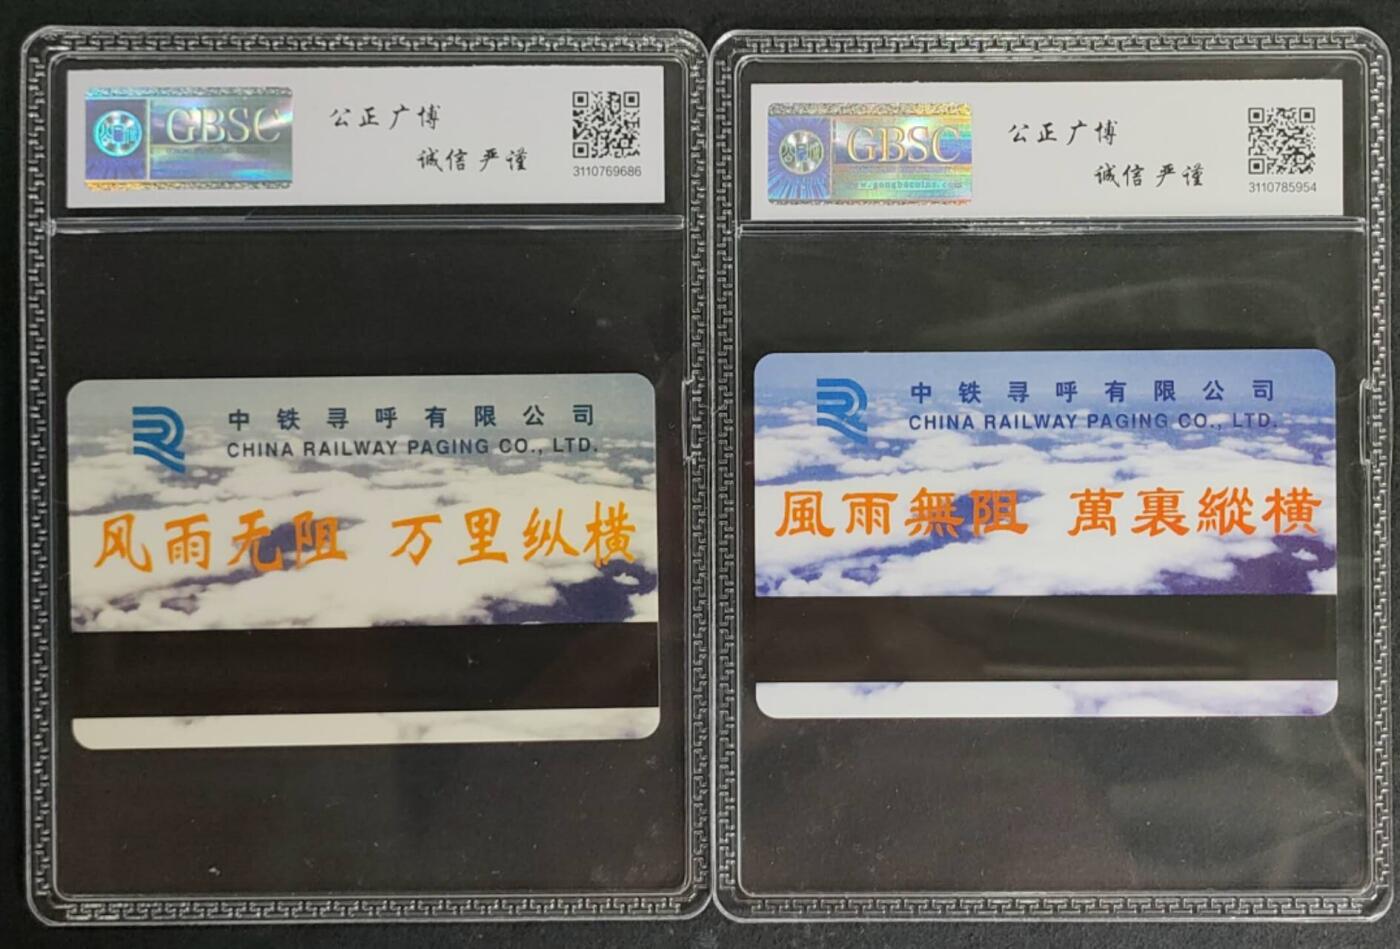 GBSC
公正广博
诚信严谨
3110769686
中铁寻呼有限公司
CHINA RAILWAY PAGING CO., LTD.
风雨无阻 万里纵横
GBSC
www.gongbocoins.com
公正广博
诚信严谨
3110785954
中铁寻呼有限公司
CHINA RAILWAY PAGING CO., LTD.
風雨無阻 萬裏縱橫